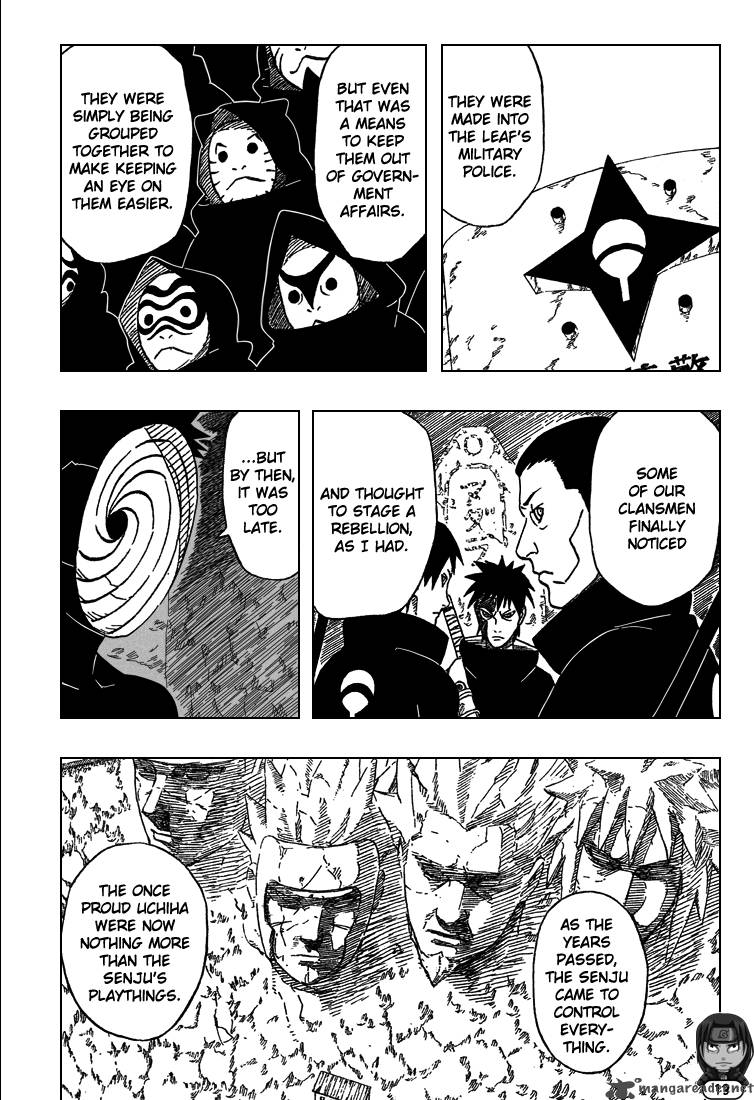 THEY WERE
MADE INTO
THE LEAF'S
MILITARY
POLICE.
BUT EVEN
THAT WAS
A MEANS
TO KEEP
THEM OUT
OF GOVERN-
MENT
AFFAIRS.
THEY WERE
SIMPLY BEING
GROUPED
TOGETHER TO
MAKE KEEPING
AN EYE ON
THEM EASIER.
SOME
OF OUR
CLANSMEN
FINALLY
NOTICED
AND THOUGHT
TO STAGE A
REBELLION,
AS I HAD.
...BUT
BY THEN,
IT WAS
TOO
LATE.
AS THE
YEARS
PASSED,
THE SENJU
CAME TO
CONTROL
EVERY-
THING.
THE ONCE
PROUD UCHIHA
WERE NOW
NOTHING MORE
THAN THE
SENJU'S
PLAYTHINGS.
mangareader.net
13